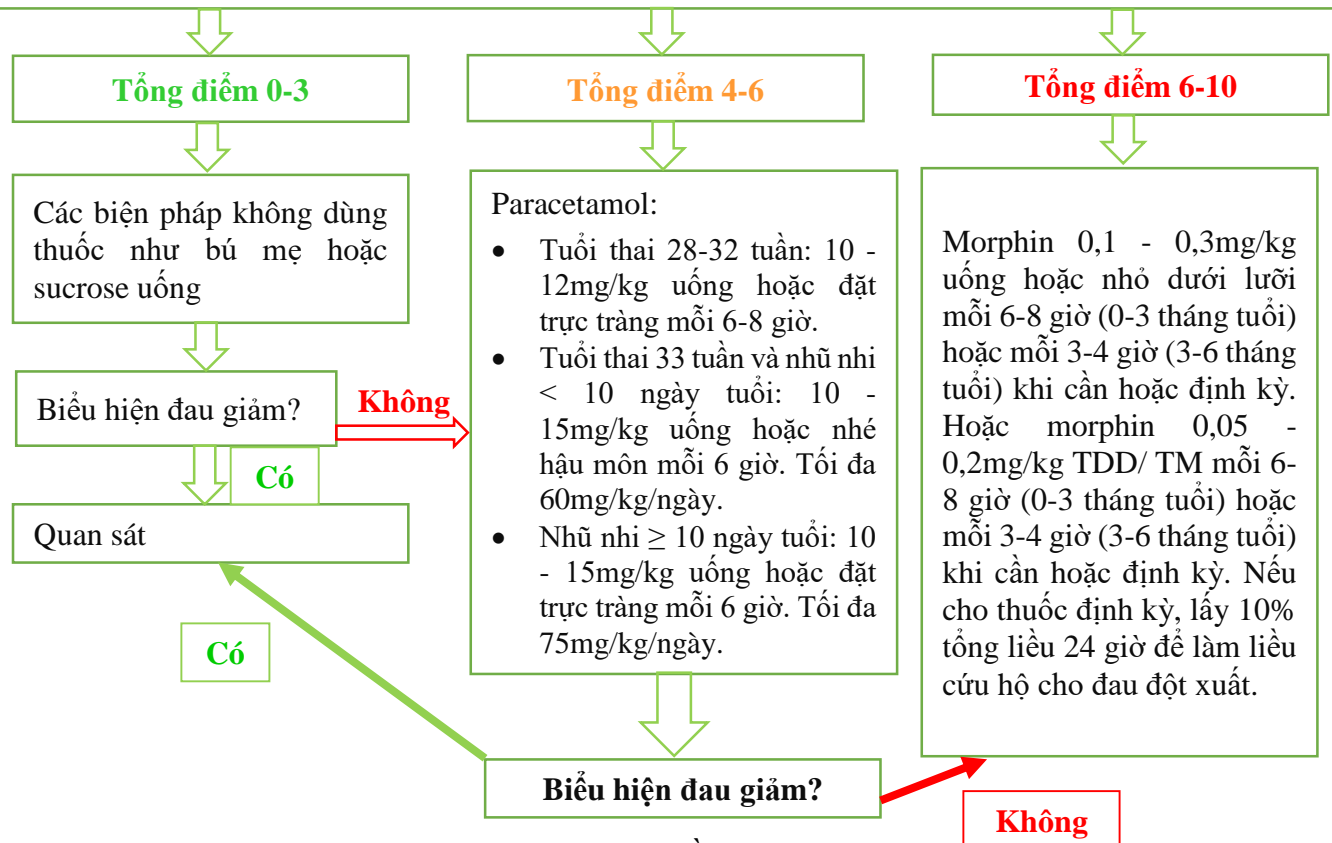 Tổng điểm 0-3
Tổng điểm 4-6
Tổng điểm 6-10
Các biện pháp không dùng
thuốc như bú mẹ hoặc
sucrose uống
Biểu hiện đau giảm?
Không
Có
Quan sát
Có
Paracetamol:
• Tuổi thai 28-32 tuần: 10 -
12mg/kg uống hoặc đặt
trực tràng mỗi 6-8 giờ.
• Tuổi thai 33 tuần và nhũ nhi
< 10 ngày tuổi: 10 -
15mg/kg uống hoặc nhé
hậu môn mỗi 6 giờ. Tối đa
60mg/kg/ngày.
• Nhũ nhi ≥ 10 ngày tuổi: 10
- 15mg/kg uống hoặc đặt
trực tràng mỗi 6 giờ. Tối đa
75mg/kg/ngày.
Biểu hiện đau giảm?
Không
Morphin 0,1 - 0,3mg/kg
uống hoặc nhỏ dưới lưỡi
mỗi 6-8 giờ (0-3 tháng tuổi)
hoặc mỗi 3-4 giờ (3-6 tháng
tuổi) khi cần hoặc định kỳ.
Hoặc morphin 0,05 -
0,2mg/kg TDD/ TM mỗi 6-
8 giờ (0-3 tháng tuổi) hoặc
mỗi 3-4 giờ (3-6 tháng tuổi)
khi cần hoặc định kỳ. Nếu
cho thuốc định kỳ, lấy 10%
tổng liều 24 giờ để làm liều
cứu hộ cho đau đột xuất.